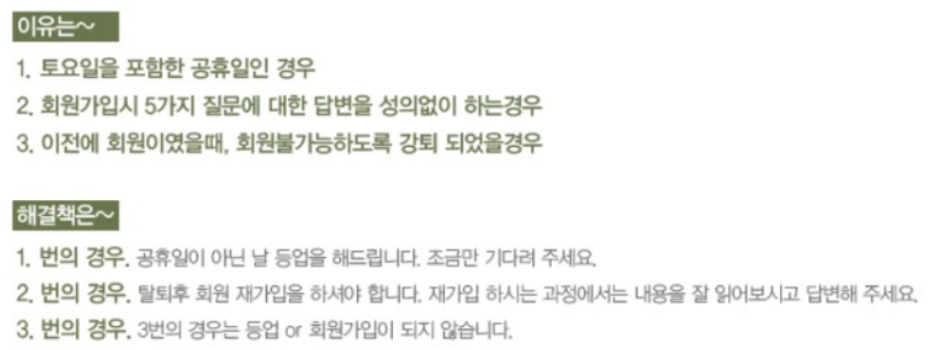 이유는~
1. 토요일을 포함한 공휴일인 경우
2. 회원가입시 5가지 질문에 대한 답변을 성의없이 하는경우
3. 이전에 회원이였을때, 회원불가능하도록 강퇴 되었을경우
해결책은~
1. 번의 경우. 공휴일이 아닌 날 등업을 해드립니다. 조금만 기다려 주세요.
2. 번의 경우. 탈퇴후 회원 재가입을 하셔야 합니다. 재가입 하시는 과정에서는 내용을 잘 읽어보시고 답변해 주세요.
3. 번의 경우. 3번의 경우는 등업 or 회원가입이 되지 않습니다.